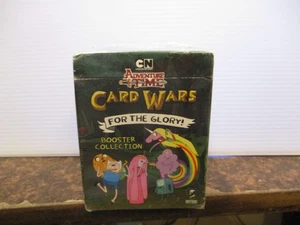 CN
ADVENTURE
TIME
CARD WARS
FOR THE GLORY!
BOOSTER
COLLECTION